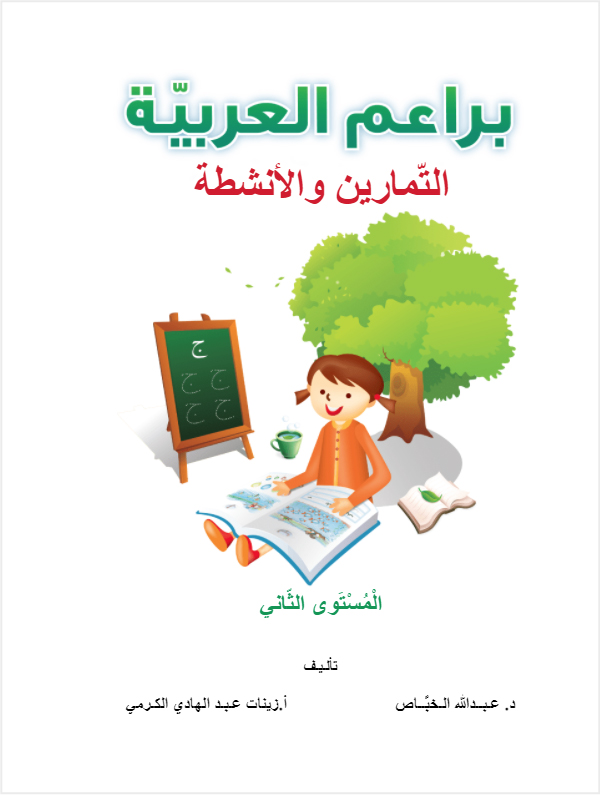 براعم العربيّة
التّمارين والأنشطة
ج
ج ج
ج ج
الْمُسْتَوى الثّاني
تأليف
د. عبدالله الخبَّاص
أ.زينات عبد الهادي الكرمي